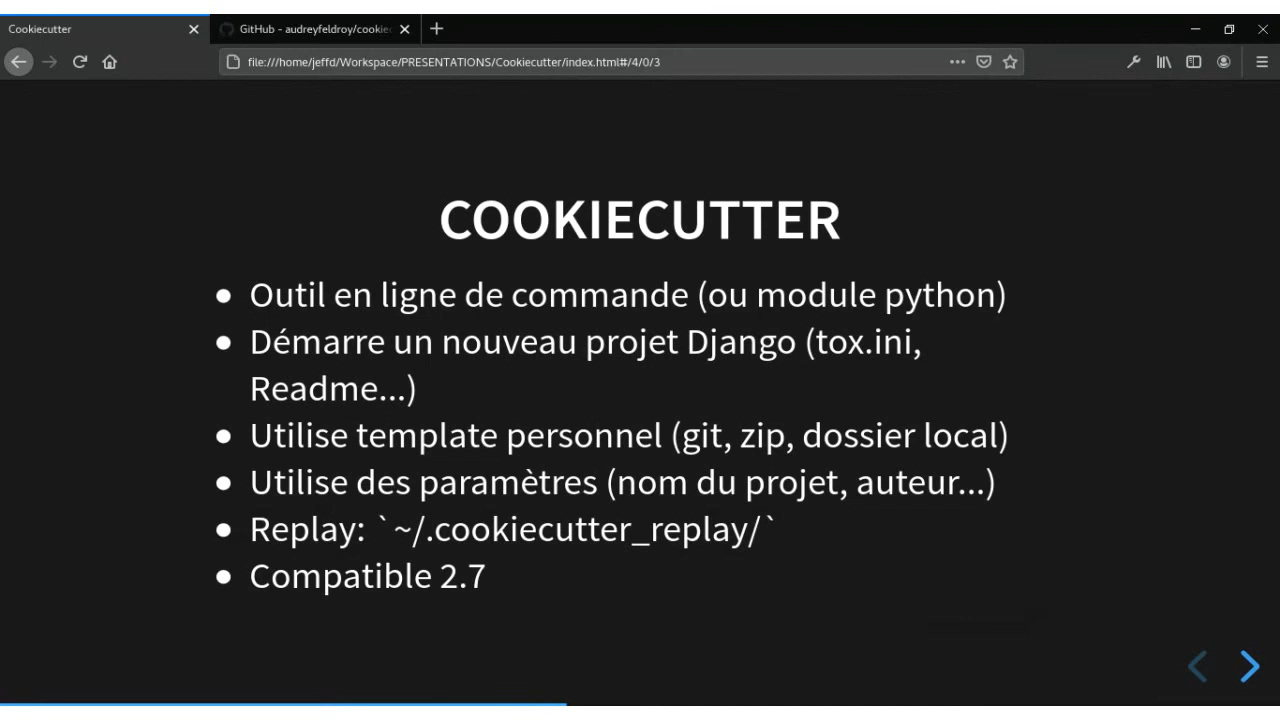 Cookiecutter
GitHub - audreyfeldroy/cookie
file:///home/jeffd/Workspace/PRESENTATIONS/Cookiecutter/index.html#/4/0/3
COOKIECUTTER
Outil en ligne de commande (ou module python)
Démarre un nouveau projet Django (tox.ini,
Readme...)
Utilise template personnel (git, zip, dossier local)
Utilise des paramètres (nom du projet, auteur...)
Replay: `~/.cookiecutter_replay/`
Compatible 2.7